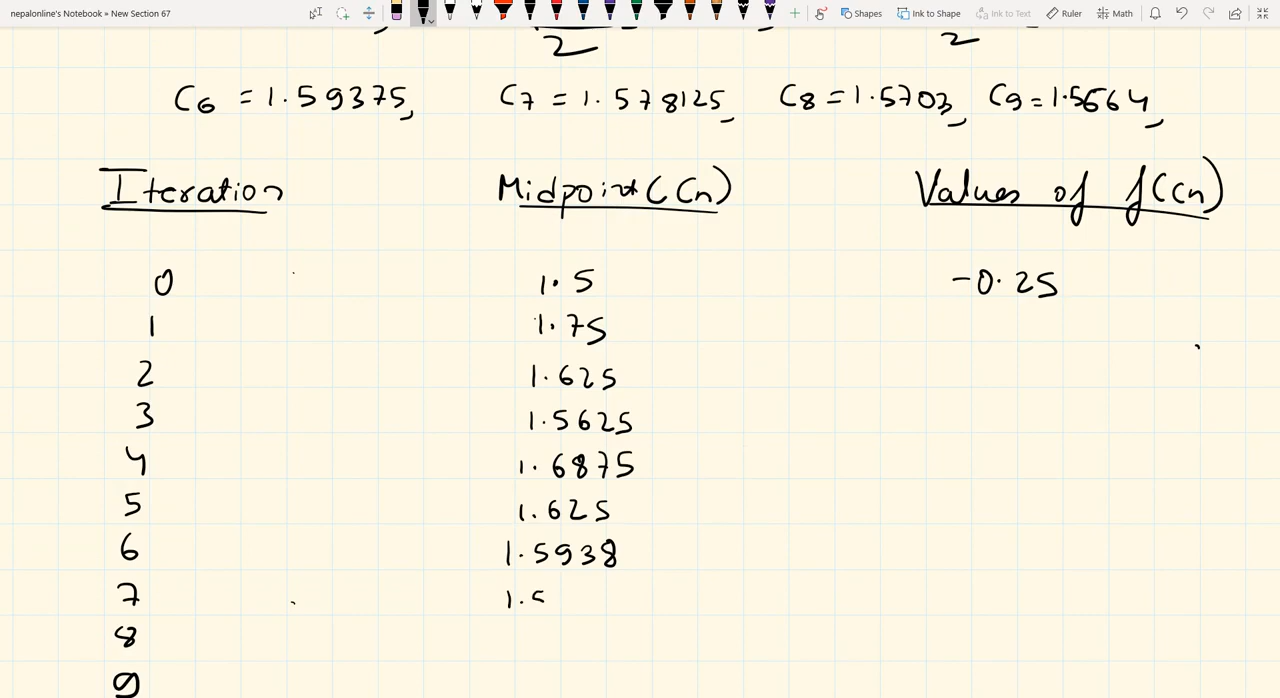 nepalonline's Notebook » New Section 67
Shapes Ink to Shape Ink to Text Ruler Math
2 2
C6 = 1.59375, C7 = 1.578125, C8 = 1.5703, C9 = 1.5664,
Iteration Midpoint (Cn) Values of f(Cn)
0 1.5 -0.25
1 1.75
2 1.625
3 1.5625
4 1.6875
5 1.625
6 1.5938
7 1.5
8
9